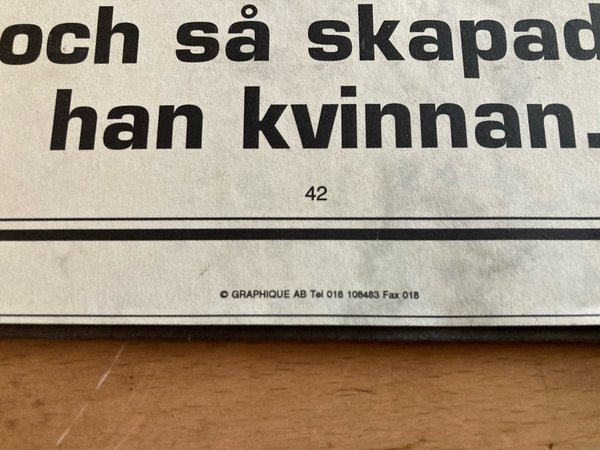 och så skapad
han kvinnan.
42
© GRAPHIQUE AB Tel 018 108483 Fax 018